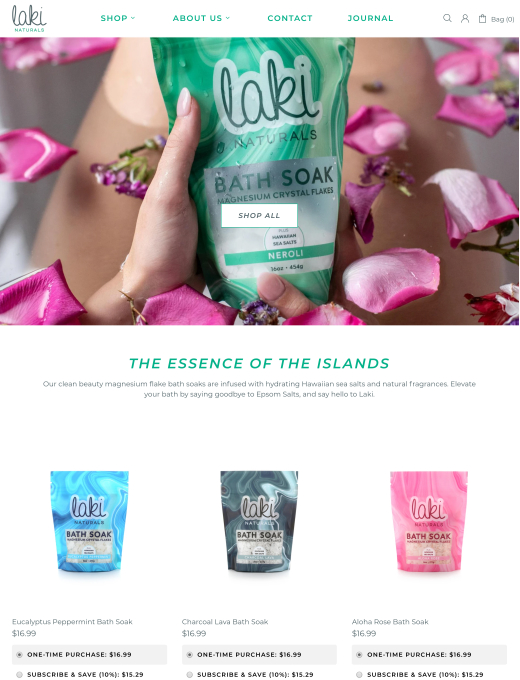 laki
NATURALS
SHOP
ABOUT US
CONTACT
JOURNAL
Bag (0)
laki
NATURALS
BATH SOAK
MAGNESIUM CRYSTAL FLAKES
SHOP ALL
PLUS
HAWAIIAN
SEA SALTS
NEROLI
16oz • 454g
THE ESSENCE OF THE ISLANDS
Our clean beauty magnesium flake bath soaks are infused with hydrating Hawaiian sea salts and natural fragrances. Elevate
your bath by saying goodbye to Epsom Salts, and say hello to Laki.
laki
NATURALS
BATH SOAK
MAGNESIUM CRYSTAL FLAKES
laki
NATURALS
BATH SOAK
MAGNESIUM CRYSTAL FLAKES
laki
NATURALS
BATH SOAK
MAGNESIUM CRYSTAL FLAKES
Eucalyptus Peppermint Bath Soak
$16.99
ONE-TIME PURCHASE: $16.99
SUBSCRIBE & SAVE (10%): $15.29
Charcoal Lava Bath Soak
$16.99
ONE-TIME PURCHASE: $16.99
SUBSCRIBE & SAVE (10%): $15.29
Aloha Rose Bath Soak
$16.99
ONE-TIME PURCHASE: $16.99
SUBSCRIBE & SAVE (10%): $15.29